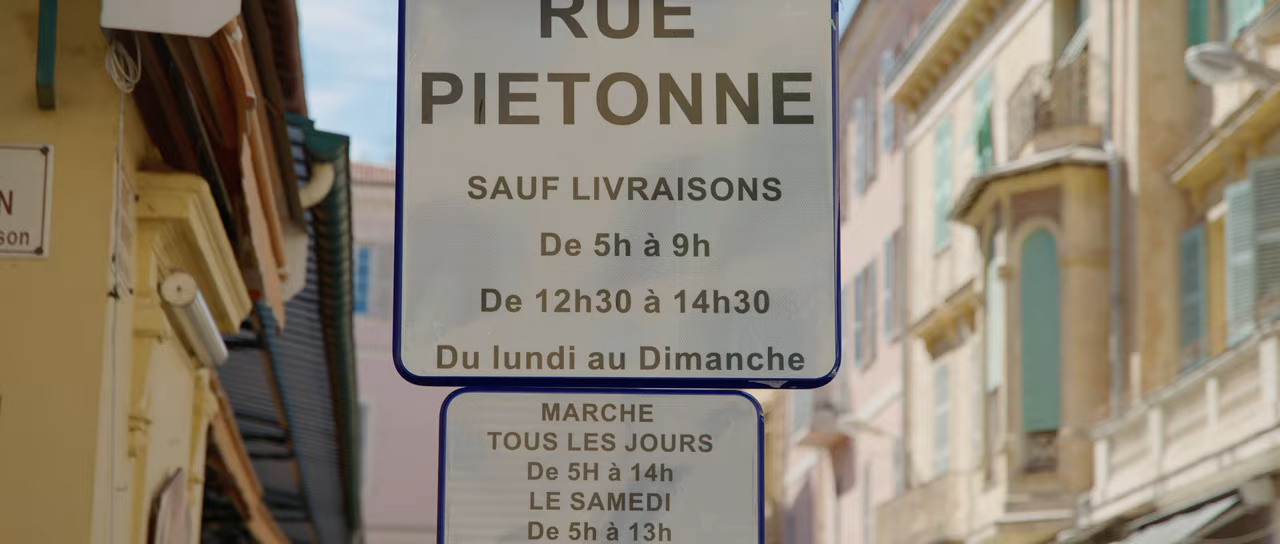 RUE
PIETONNE
SAUF LIVRAISONS
De 5h à 9h
De 12h30 à 14h30
Du lundi au Dimanche
MARCHE
TOUS LES JOURS
De 5H à 14h
LE SAMEDI
De 5h à 13h
N
son